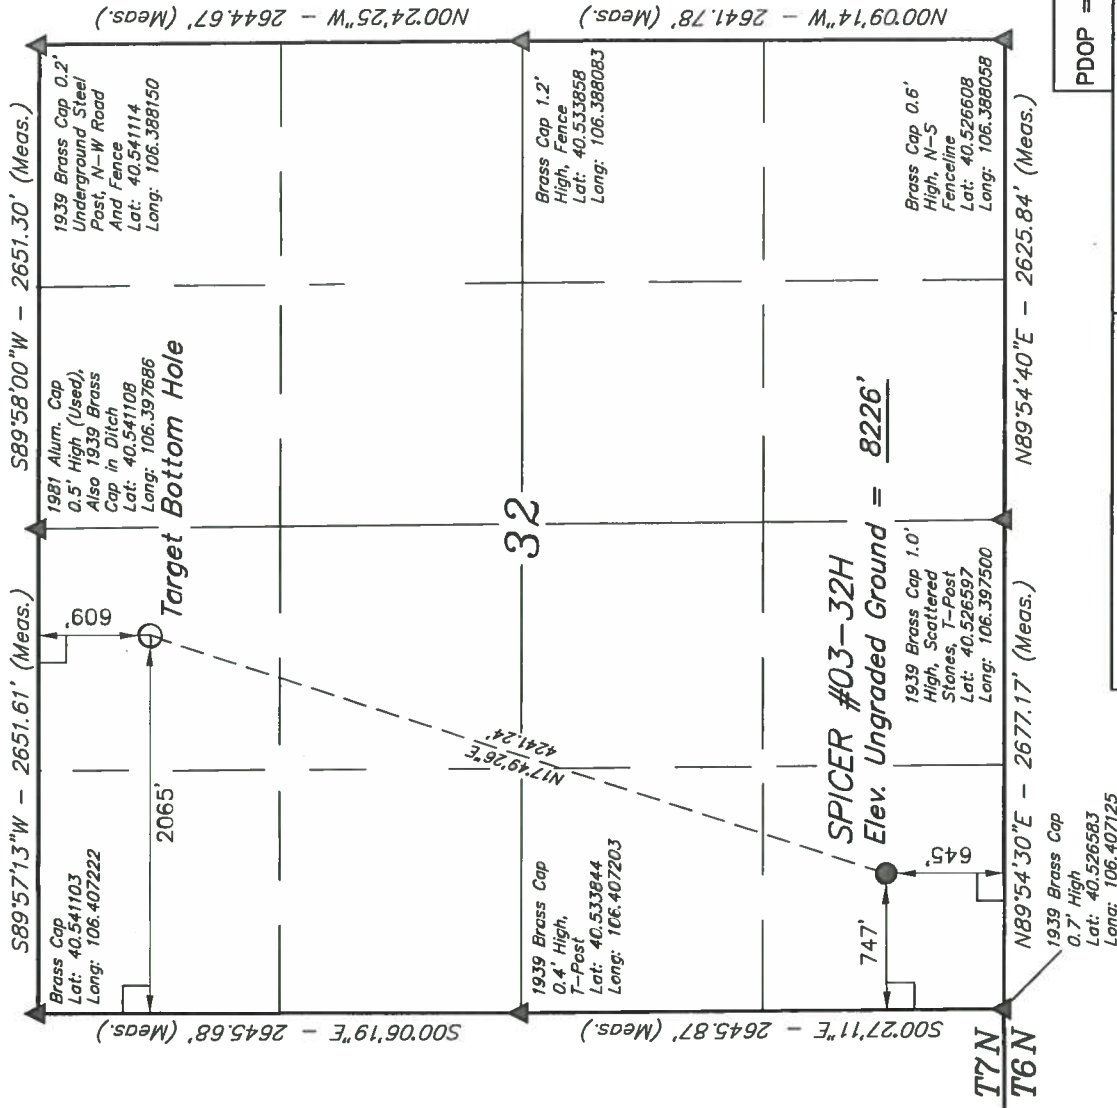 S89°57'13"W - 2651.61' (Meas.)
S89°58'00"W - 2651.30' (Meas.)
Brass Cap
Lat: 40.541103
Long: 106.407222
609'
2065'
1981 Alum. Cap
0.5' High (Used),
Also 1939 Brass
Cap in Ditch
Lat: 40.541108
Long: 106.397686
Target Bottom Hole
1939 Brass Cap 0.2'
Underground Steel
Post, N-W Road
And Fence
Lat: 40.541114
Long: 106.388150
S00°06'19"E - 2645.68' (Meas.)
N00°24'25"W - 2644.67' (Meas.)
32
N17°49'26"E
4241.24'
1939 Brass Cap
0.4' High,
T-Post
Lat: 40.533844
Long: 106.407203
Brass Cap 1.2'
High, Fence
Lat: 40.533858
Long: 106.388083
S00°27'11"E - 2645.87' (Meas.)
N00°09'14"W - 2641.78' (Meas.)
SPICER #03-32H
Elev. Ungraded Ground = 8226'
747'
645'
1939 Brass Cap 1.0'
High, Scattered
Stones, T-Post
Lat: 40.526597
Long: 106.397500
Brass Cap 0.6'
High, N-S
Fenceline
Lat: 40.526608
Long: 106.388058
T7N
T6N
N89°54'30"E - 2677.17' (Meas.)
N89°54'40"E - 2625.84' (Meas.)
1939 Brass Cap
0.7' High
Lat: 40.526583
Long: 106.407125
PDOP =